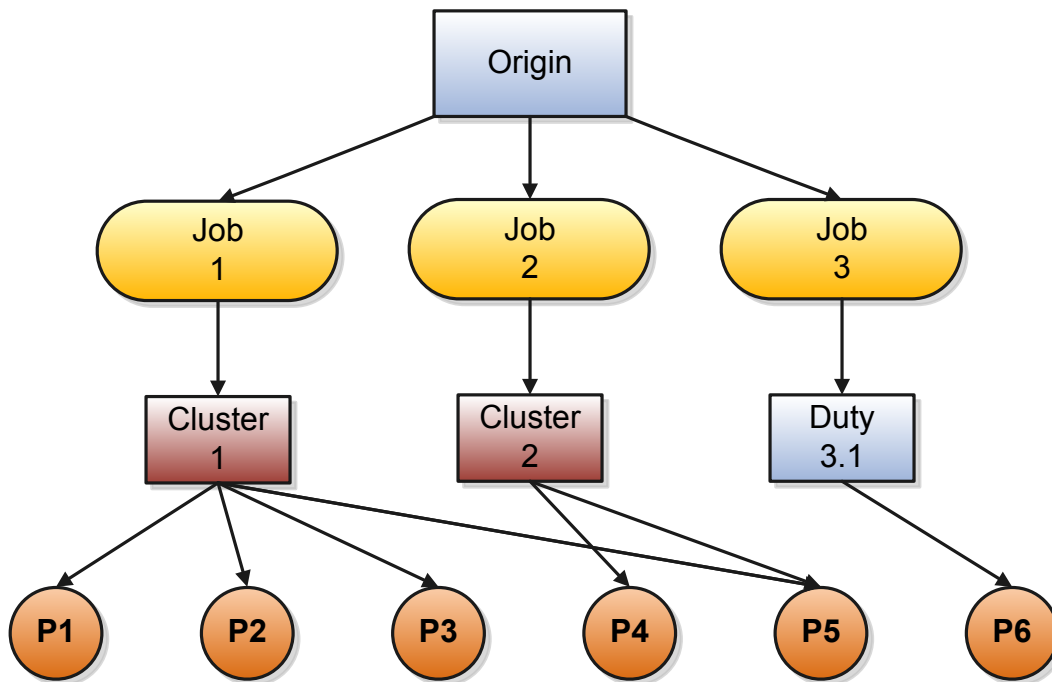 Origin
Job
1
Job
2
Job
3
Cluster
1
Cluster
2
Duty
3.1
P1
P2
P3
P4
P5
P6